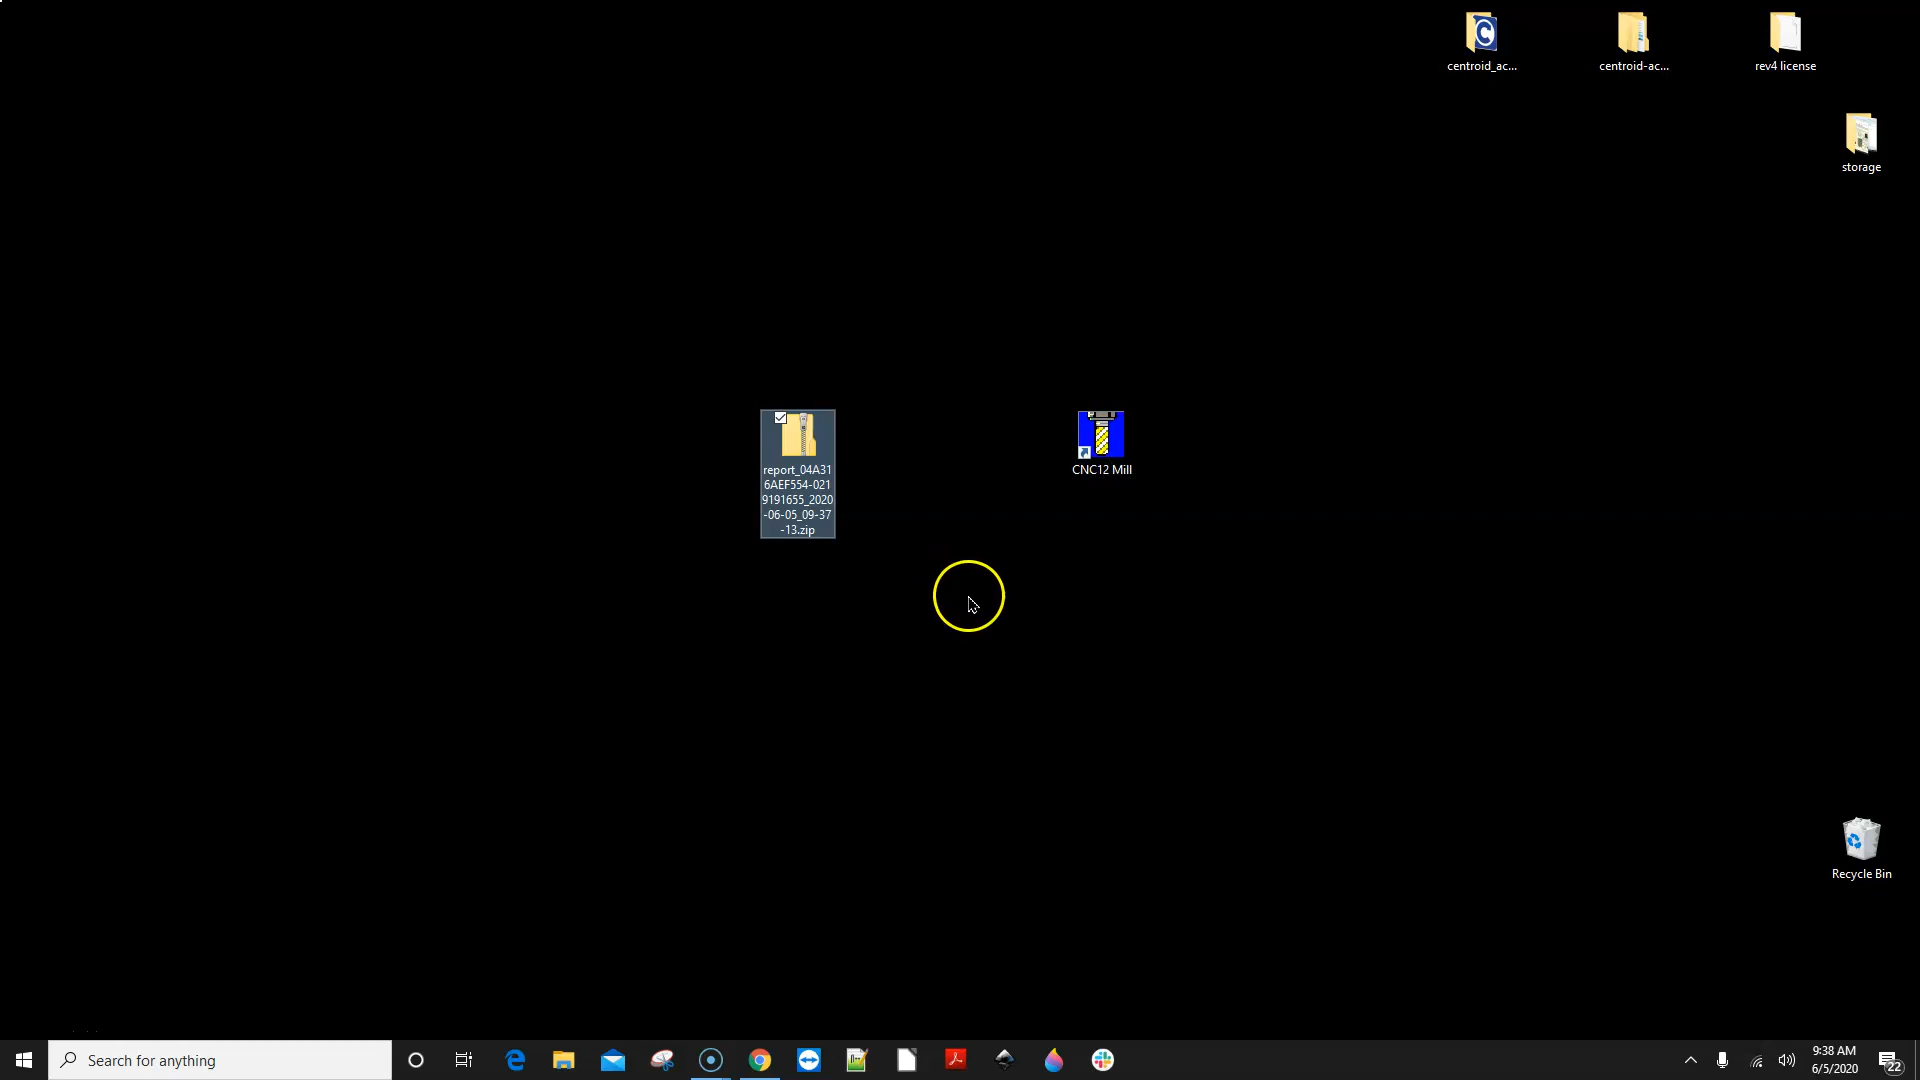 centroid_ac...
centroid-ac...
rev4 license
storage
report_04A31
6AEF554-021
9191655_2020
-06-05_09-37
-13.zip
CNC12 Mill
Recycle Bin
Search for anything
9:38 AM
6/5/2020
22